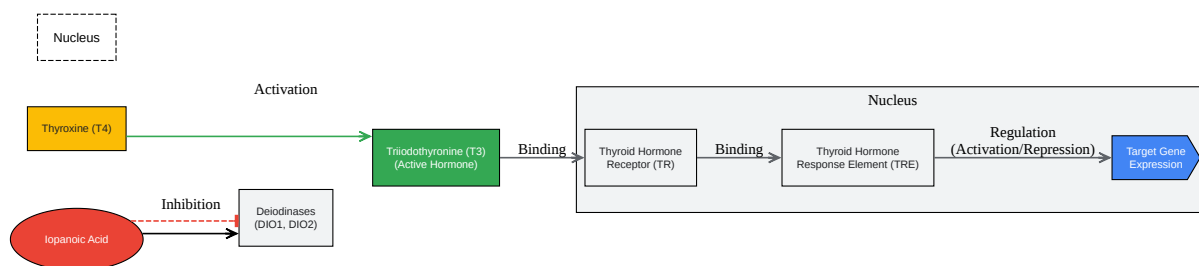 Nucleus
Activation
Nucleus
Thyroxine (T4)
Triiodothyronine (T3)
(Active Hormone)
Binding
Thyroid Hormone
Receptor (TR)
Binding
Thyroid Hormone
Response Element (TRE)
Regulation
(Activation/Repression)
Target Gene
Expression
Inhibition
Deiodinases
(DIO1, DIO2)
Iopanoic Acid